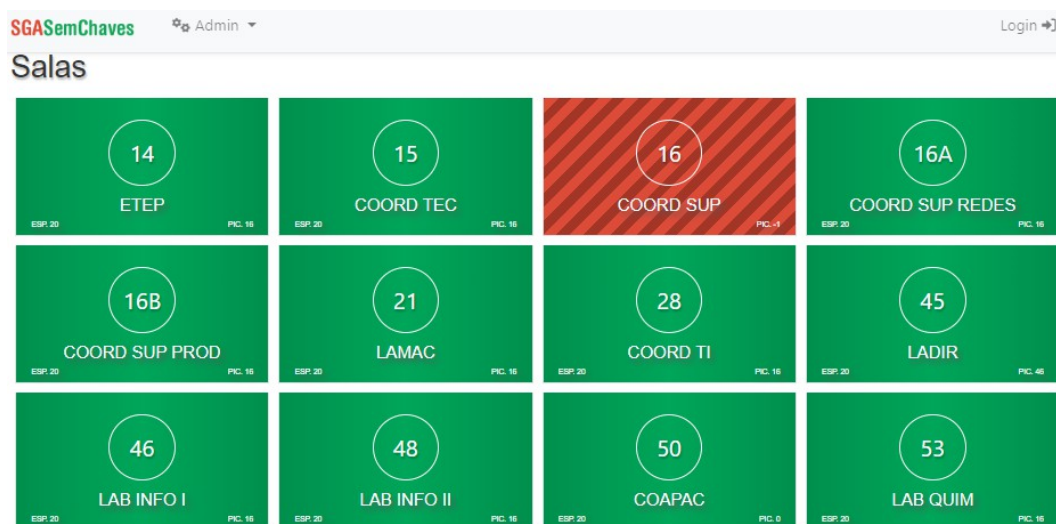 SGASemChaves Admin Login
Salas
14
ETEP
ESP. 20 PIC. 16
15
COORD TEC
ESP. 20 PIC. 16
16
COORD SUP
PIC. -1
16A
COORD SUP REDES
ESP. 20 PIC. 16
16B
COORD SUP PROD
ESP. 20 PIC. 16
21
LAMAC
ESP. 20 PIC. 16
28
COORD TI
ESP. 20 PIC. 16
45
LADIR
ESP. 20 PIC. 46
46
LAB INFO I
ESP. 20 PIC. 16
48
LAB INFO II
ESP. 20 PIC. 16
50
COAPAC
ESP. 20 PIC. 0
53
LAB QUIM
ESP. 20 PIC. 16